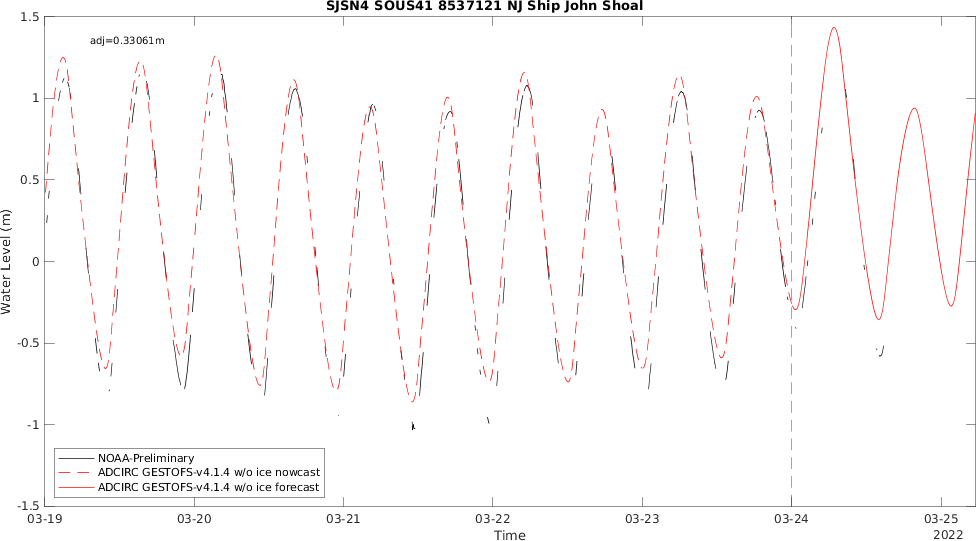 SJSN4 SOUS41 8537121 NJ Ship John Shoal
1.5
adj=0.33061m
1
0.5
0
-0.5
-1
-1.5
Water Level (m)
NOAA-Preliminary
ADCIRC GESTOFS-v4.1.4 w/o ice nowcast
ADCIRC GESTOFS-v4.1.4 w/o ice forecast
03-19 03-20 03-21 03-22 03-23 03-24 03-25
Time
2022